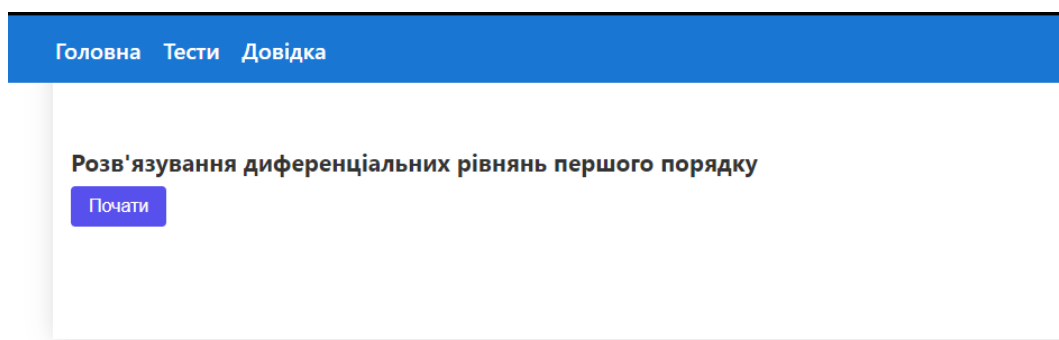 Головна Тести Довідка
Розв'язування диференціальних рівнянь першого порядку
Почати